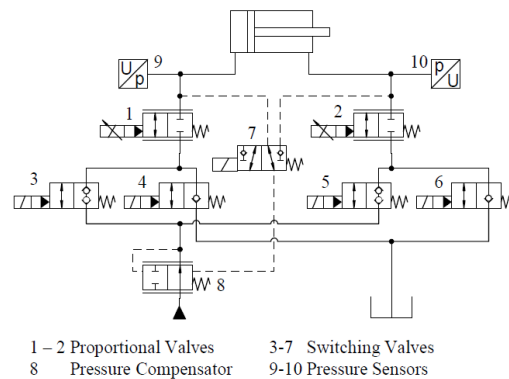 U
p
9
10
p
U
1
2
7
3
4
5
6
8
1 – 2 Proportional Valves
3-7 Switching Valves
8 Pressure Compensator
9-10 Pressure Sensors